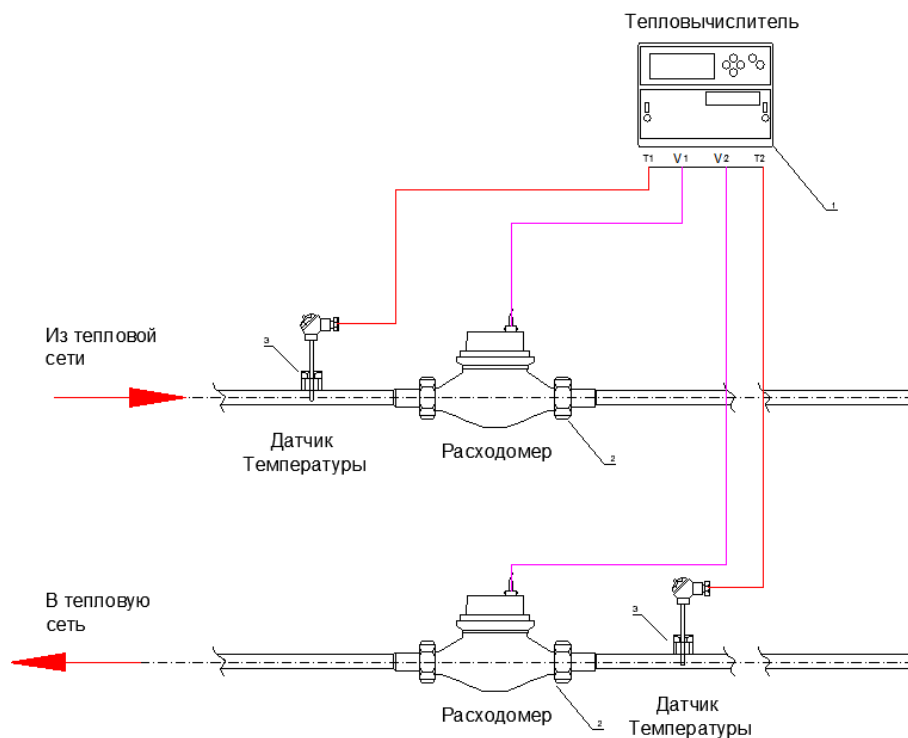 Тепловычислитель
T1 V1 V2 T2
1
Из тепловой
сети
3
Датчик
Температуры
Расходомер
2
В тепловую
сеть
3
Расходомер
2
Датчик
Температуры